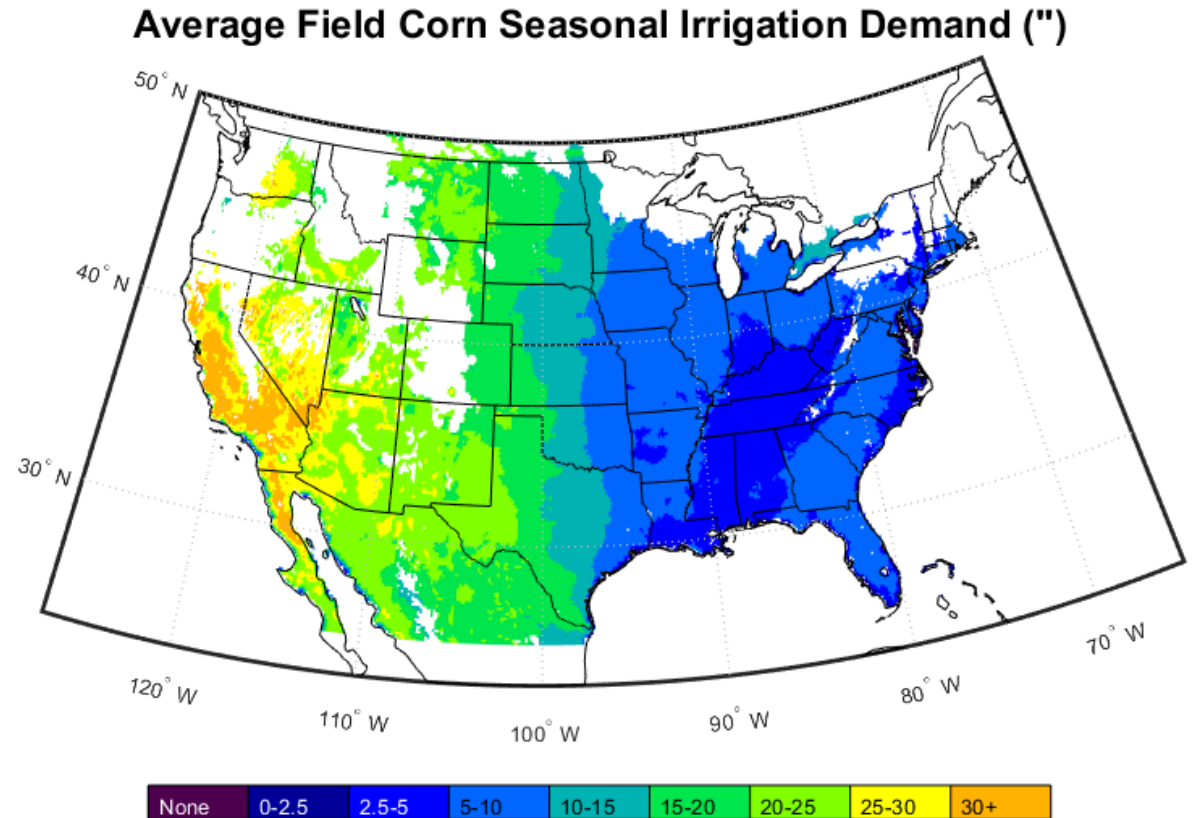 Average Field Corn Seasonal Irrigation Demand (")
50° N
40° N
30° N
120° W
110° W
100° W
90° W
80° W
70° W
None 0-2.5 2.5-5 5-10 10-15 15-20 20-25 25-30 30+